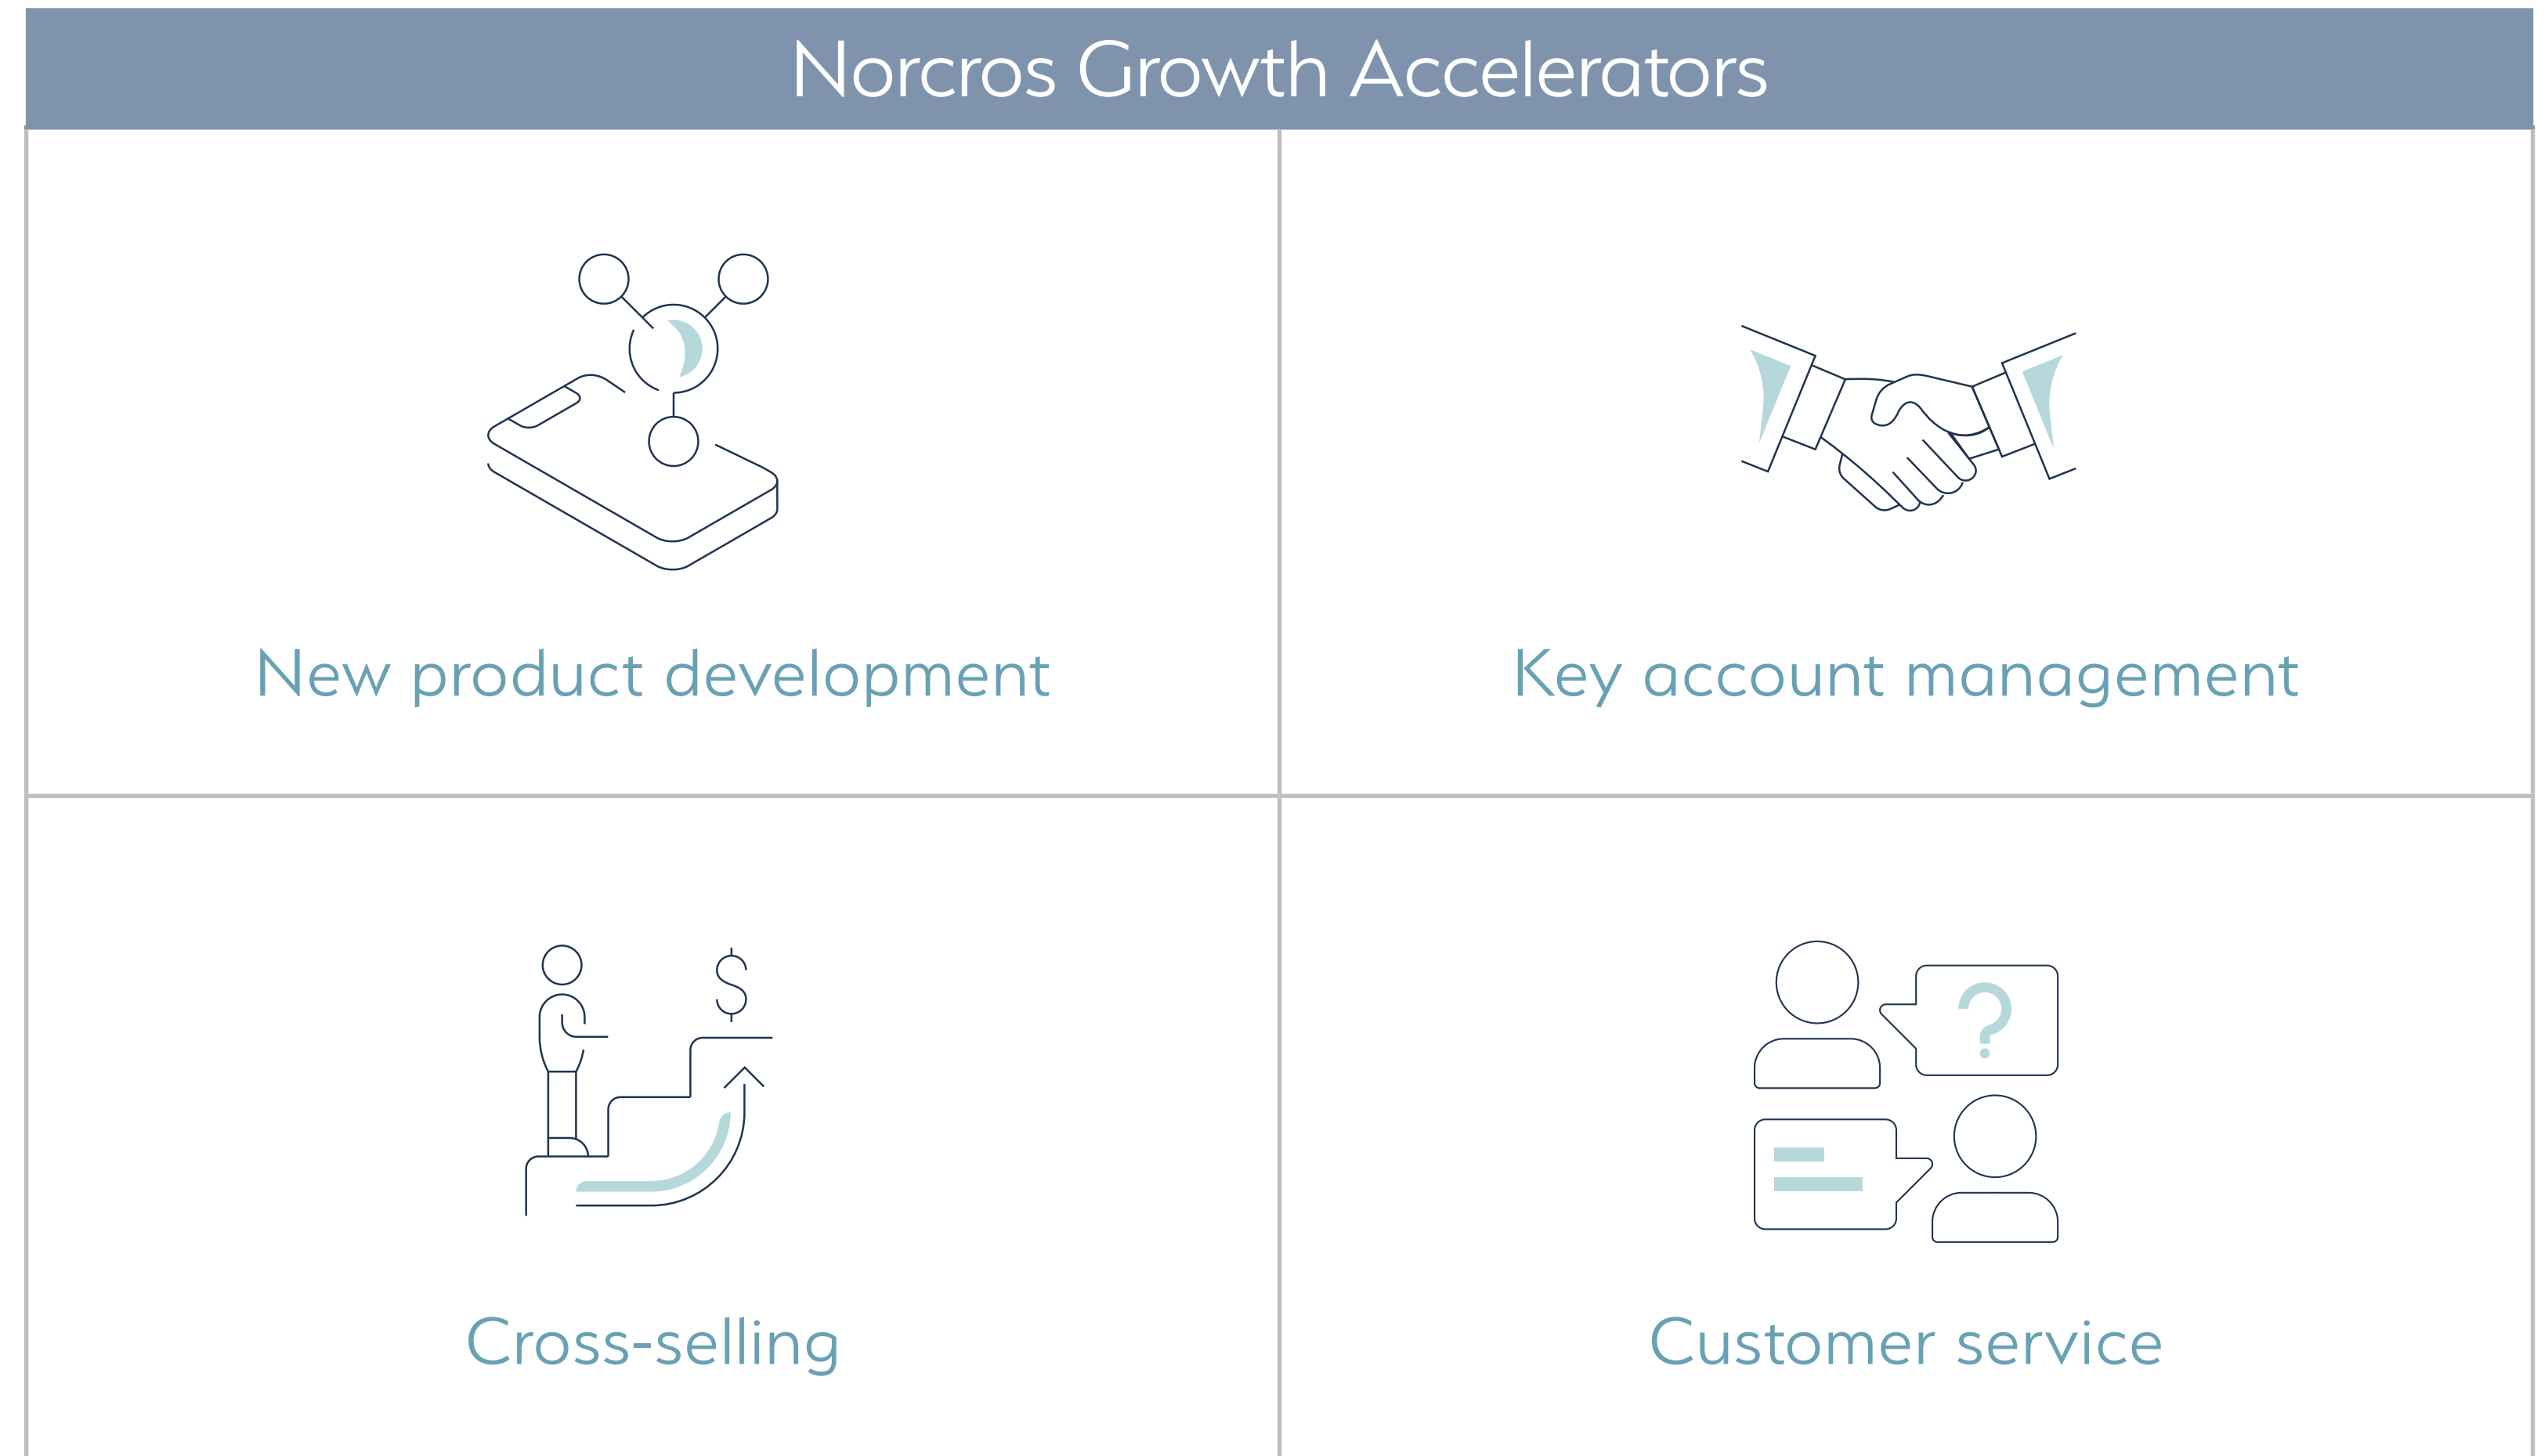 Norcros Growth Accelerators
New product development
Key account management
$
?
Cross-selling
Customer service